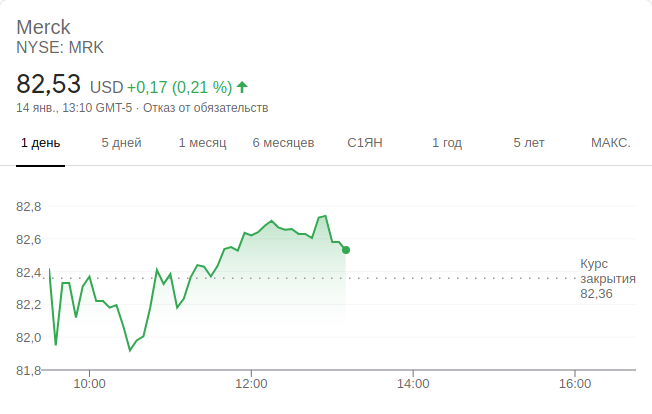 Merck
NYSE: MRK
82,53 USD +0,17 (0,21 %)
14 янв., 13:10 GMT-5 · Отказ от обязательств
1 день 5 дней 1 месяц 6 месяцев С1ЯН 1 год 5 лет МАКС.
82,8
82,6
82,4
82,2
82,0
81,8
Курс
закрытия
82,36
10:00 12:00 14:00 16:00